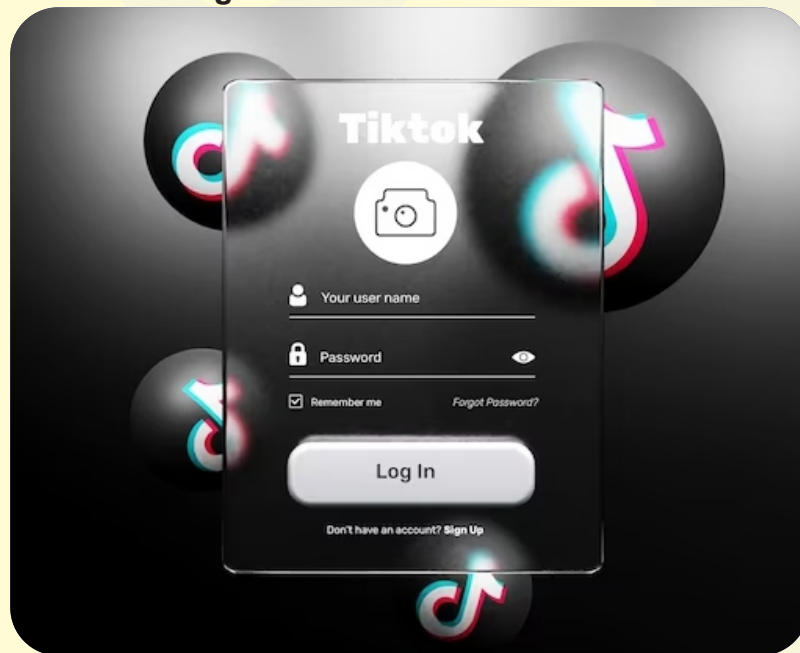 Tiktok
Your user name
Password
Remember me
Forgot Password?
Log In
Don't have an account? Sign Up